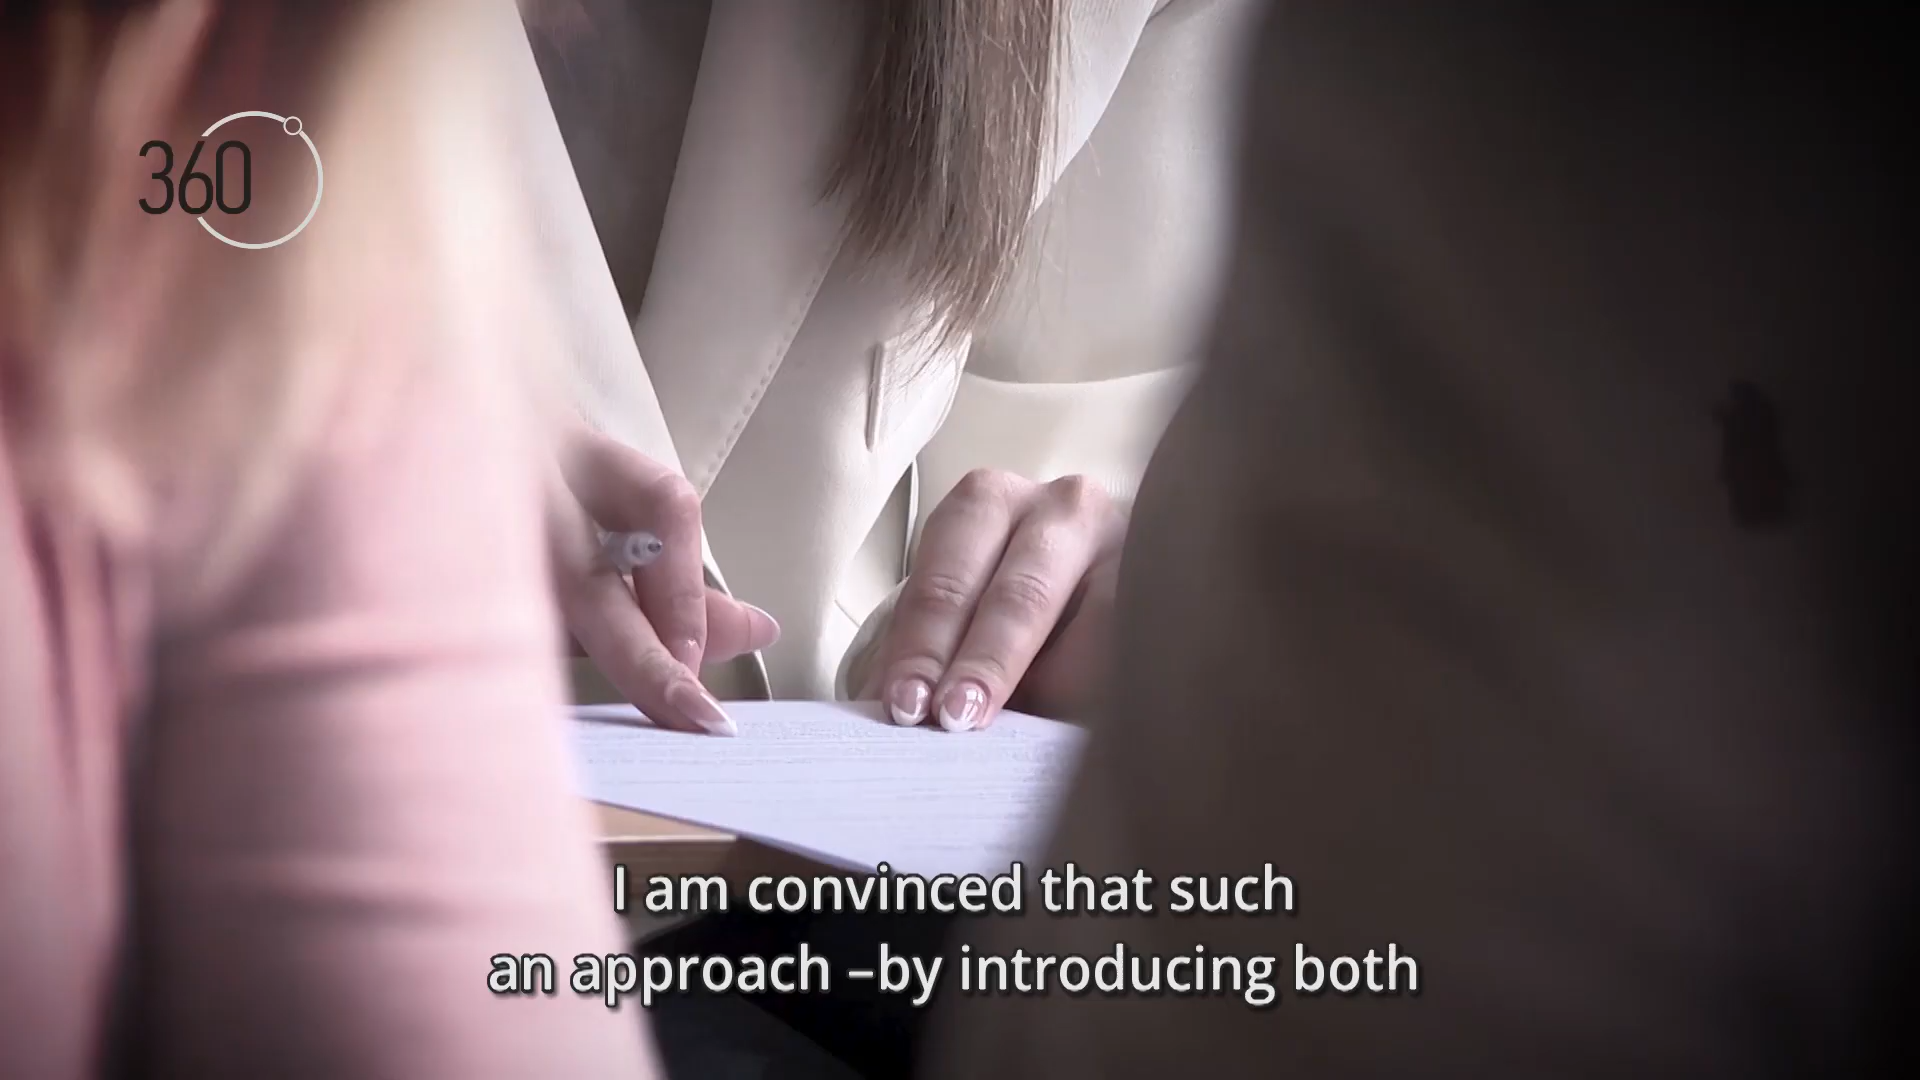 360
I am convinced that such
an approach –by introducing both